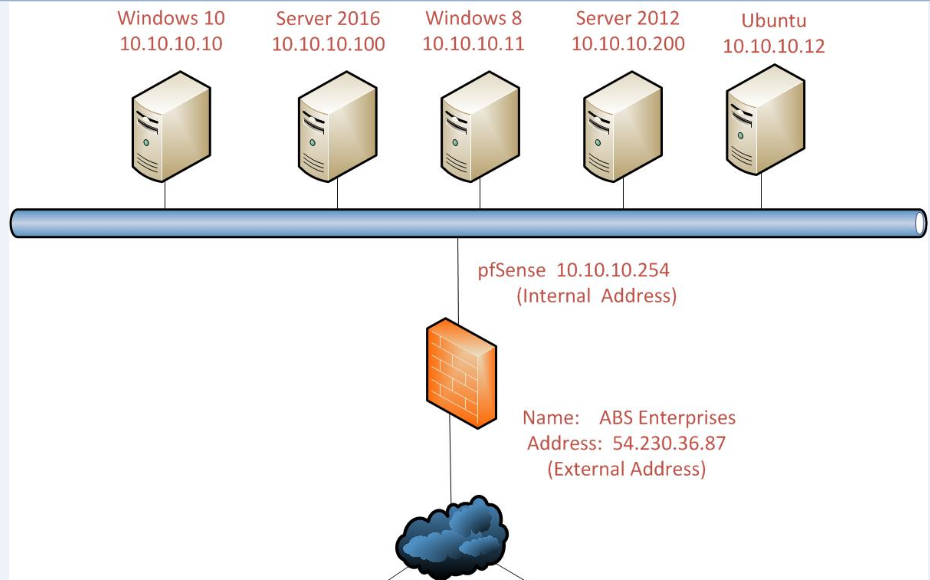 Windows 10
10.10.10.10
Server 2016
10.10.10.100
Windows 8
10.10.10.11
Server 2012
10.10.10.200
Ubuntu
10.10.10.12
pfSense 10.10.10.254
(Internal Address)
Name: ABS Enterprises
Address: 54.230.36.87
(External Address)